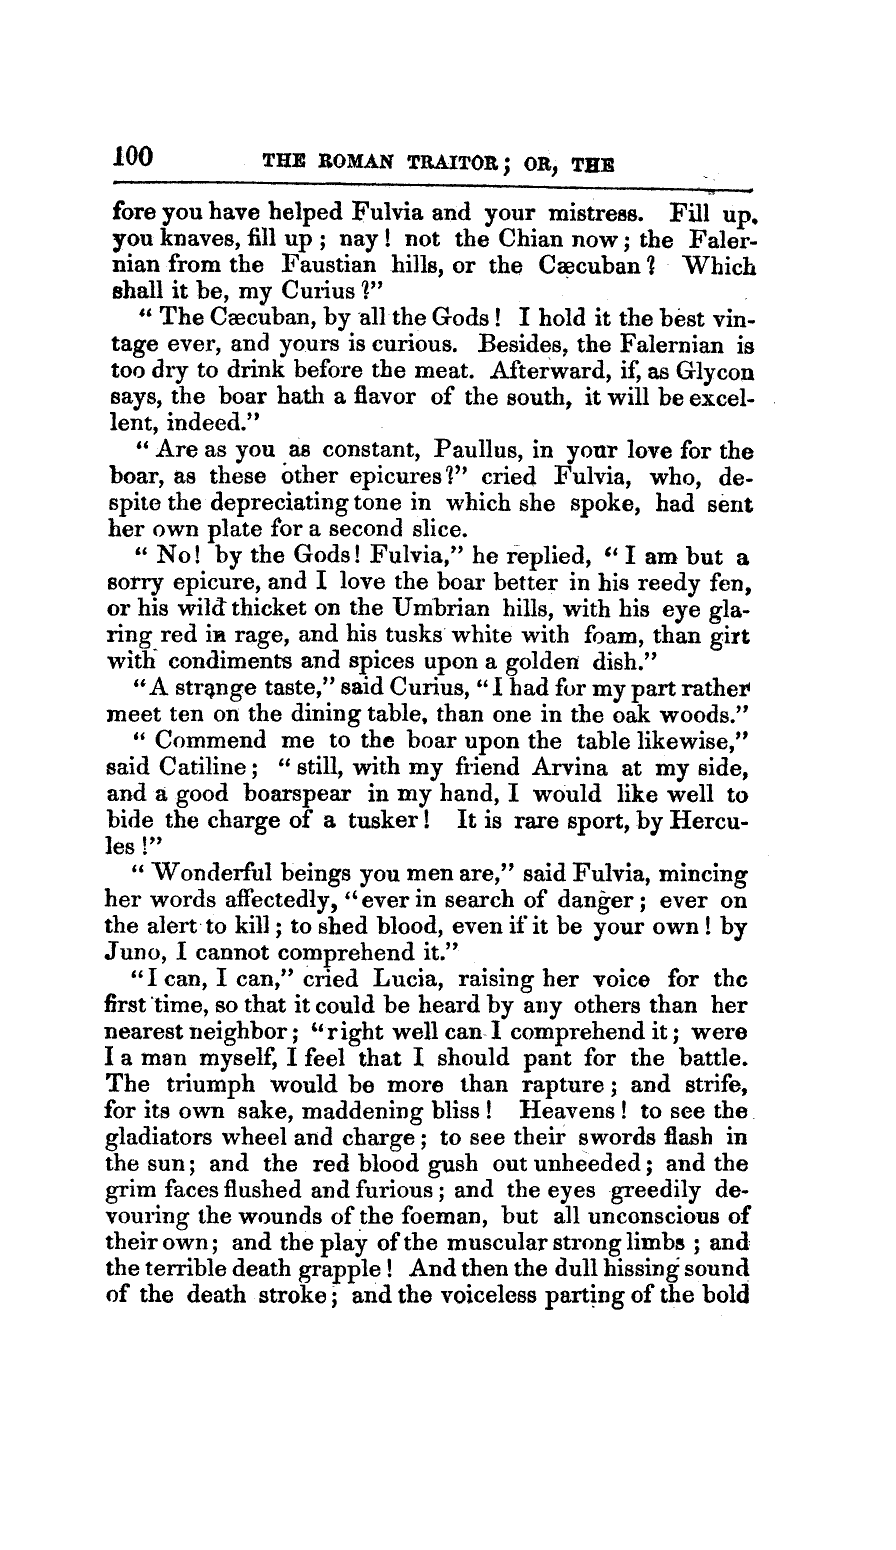 100 THE ROMAN TRAITOR; OR, THE
fore you have helped Fulvia and your mistress. Fill up,
you knaves, fill up; nay! not the Chian now; the Faler-
nian from the Faustian hills, or the Cæcuban? Which
shall it be, my Curius?"
"The Cæcuban, by all the Gods! I hold it the best vin-
tage ever, and yours is curious. Besides, the Falernian is
too dry to drink before the meat. Afterward, if, as Glycon
says, the boar hath a flavor of the south, it will be excel-
lent, indeed."
"Are as you as constant, Paullus, in your love for the
boar, as these other epicures?" cried Fulvia, who, de-
spite the depreciating tone in which she spoke, had sent
her own plate for a second slice.
"No! by the Gods! Fulvia," he replied, "I am but a
sorry epicure, and I love the boar better in his reedy fen,
or his wild thicket on the Umbrian hills, with his eye gla-
ring red in rage, and his tusks white with foam, than girt
with condiments and spices upon a golden dish."
"A strange taste," said Curius, "I had for my part rather
meet ten on the dining table, than one in the oak woods."
"Commend me to the boar upon the table likewise,"
said Catiline; "still, with my friend Arvina at my side,
and a good boarspear in my hand, I would like well to
bide the charge of a tusker! It is rare sport, by Hercu-
les!"
"Wonderful beings you men are," said Fulvia, mincing
her words affectedly, "ever in search of danger; ever on
the alert to kill; to shed blood, even if it be your own! by
Juno, I cannot comprehend it."
"I can, I can," cried Lucia, raising her voice for the
first time, so that it could be heard by any others than her
nearest neighbor; "right well can I comprehend it; were
I a man myself, I feel that I should pant for the battle.
The triumph would be more than rapture; and strife,
for its own sake, maddening bliss! Heavens! to see the
gladiators wheel and charge; to see their swords flash in
the sun; and the red blood gush out unheeded; and the
grim faces flushed and furious; and the eyes greedily de-
vouring the wounds of the foeman, but all unconscious of
their own; and the play of the muscular strong limbs; and
the terrible death grapple! And then the dull hissing sound
of the death stroke; and the voiceless parting of the bold